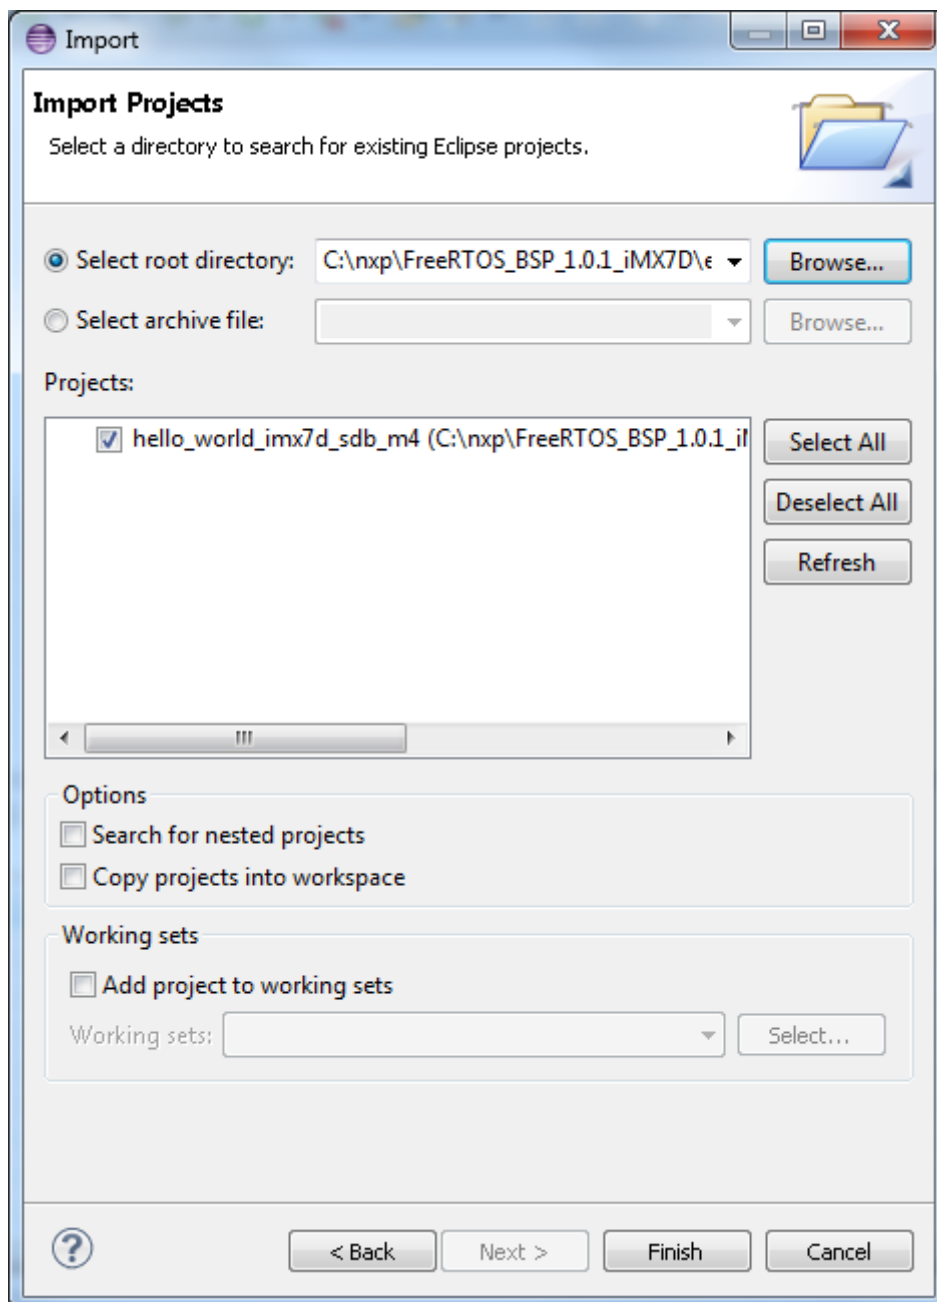 Import
Import Projects
Select a directory to search for existing Eclipse projects.
Select root directory: C:\nxp\FreeRTOS_BSP_1.0.1_iMX7D\e Browse...
Select archive file: Browse...
Projects:
hello_world_imx7d_sdb_m4 (C:\nxp\FreeRTOS_BSP_1.0.1_i Select All
Deselect All
Refresh
Options
Search for nested projects
Copy projects into workspace
Working sets
Add project to working sets
Working sets: Select...
? < Back Next > Finish Cancel